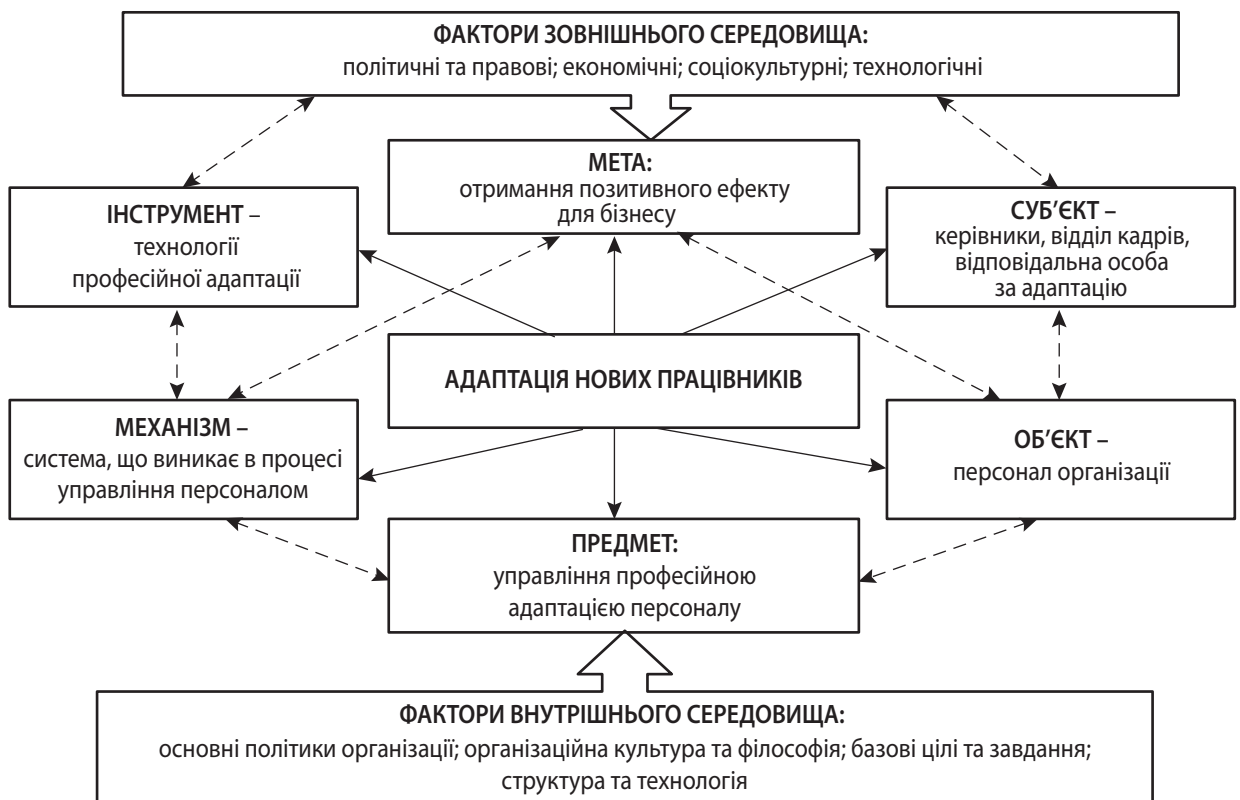 ФАКТОРИ ЗОВНІШНЬОГО СЕРЕДОВИЩА:
політичні та правові; економічні; соціокультурні; технологічні
МЕТА:
отримання позитивного ефекту
для бізнесу
ІНСТРУМЕНТ –
технології
професійної адаптації
СУБ’ЄКТ –
керівники, відділ кадрів,
відповідальна особа
за адаптацію
АДАПТАЦІЯ НОВИХ ПРАЦІВНИКІВ
МЕХАНІЗМ –
система, що виникає в процесі
управління персоналом
ОБ’ЄКТ –
персонал організації
ПРЕДМЕТ:
управління професійною
адаптацією персоналу
ФАКТОРИ ВНУТРІШНЬОГО СЕРЕДОВИЩА:
основні політики організації; організаційна культура та філософія; базові цілі та завдання;
структура та технологія